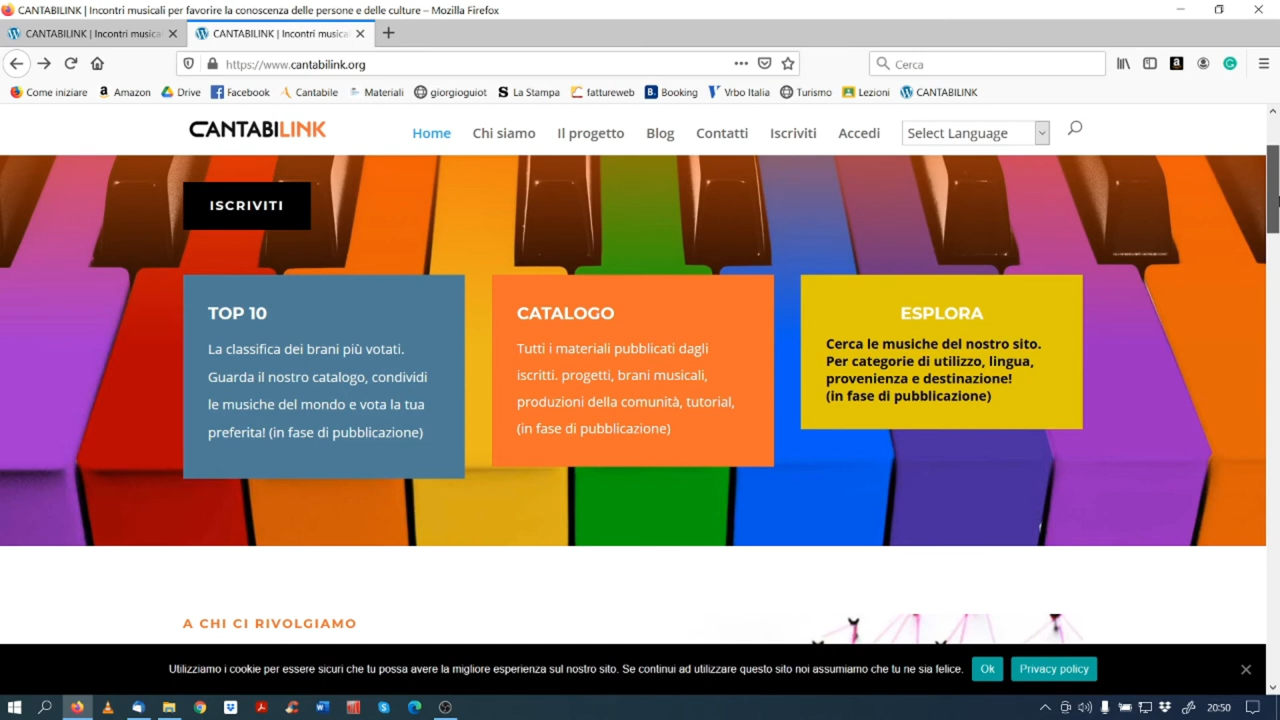 CANTABILINK | Incontri musicali per favorire la conoscenza delle persone e delle culture – Mozilla Firefox
CANTABILINK | Incontri musica
CANTABILINK | Incontri musica
https://www.cantabilink.org
Cerca
Come iniziare
Amazon
Drive
Facebook
Cantabile
Materiali
giorgioguiot
La Stampa
fattureweb
Booking
Vrbo Italia
Turismo
Lezioni
CANTABILINK
CANTABILINK
Home
Chi siamo
Il progetto
Blog
Contatti
Iscriviti
Accedi
Select Language
ISCRIVITI
TOP 10
La classifica dei brani più votati.
Guarda il nostro catalogo, condividi
le musiche del mondo e vota la tua
preferita! (in fase di pubblicazione)
CATALOGO
Tutti i materiali pubblicati dagli
iscritti. progetti, brani musicali,
produzioni della comunità, tutorial,
(in fase di pubblicazione)
ESPLORA
Cerca le musiche del nostro sito.
Per categorie di utilizzo, lingua,
provenienza e destinazione!
(in fase di pubblicazione)
A CHI CI RIVOLGIAMO
Utilizziamo i cookie per essere sicuri che tu possa avere la migliore esperienza sul nostro sito. Se continui ad utilizzare questo sito noi assumiamo che tu ne sia felice.
Ok
Privacy policy
20:50